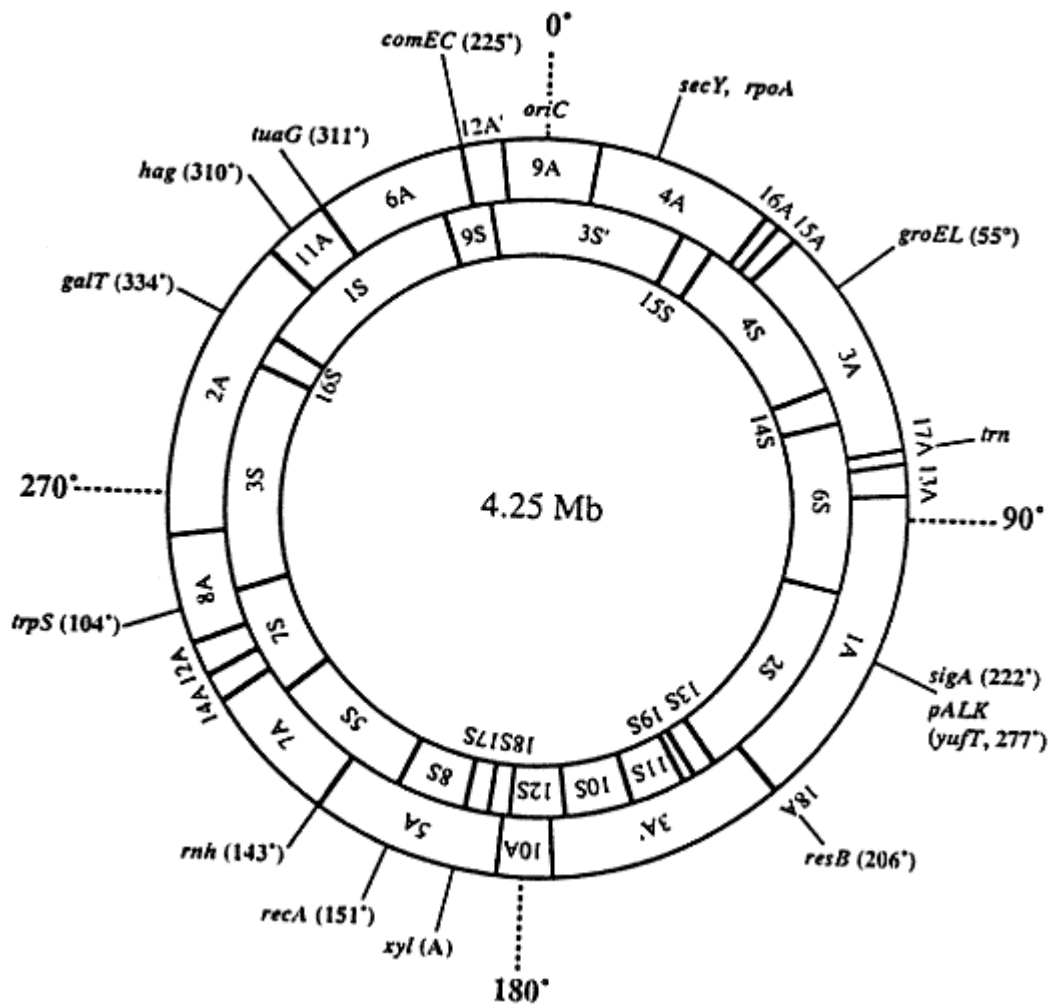 0°
comEC (225°)
oriC
secY, rpoA
12A'
tuaG (311°)
hag (310°)
9A
6A
4A
16A
15A
groEL (55°)
11A
9S
3S'
galT (334°)
1S
15S
4S
3A
2A
16S
14S
17A
trn
13A
270°
3S
4.25 Mb
6S
90°
8A
trpS (104°)
7S
2S
1A
12A
14A
sigA (222°)
pALK
(yufT, 277°)
7A
5S
18S
17S
19S
13S
8S
12S
10S
11S
18A
5A
10A
3A'
rnh (143°)
resB (206°)
recA (151°)
xyl (A)
180°